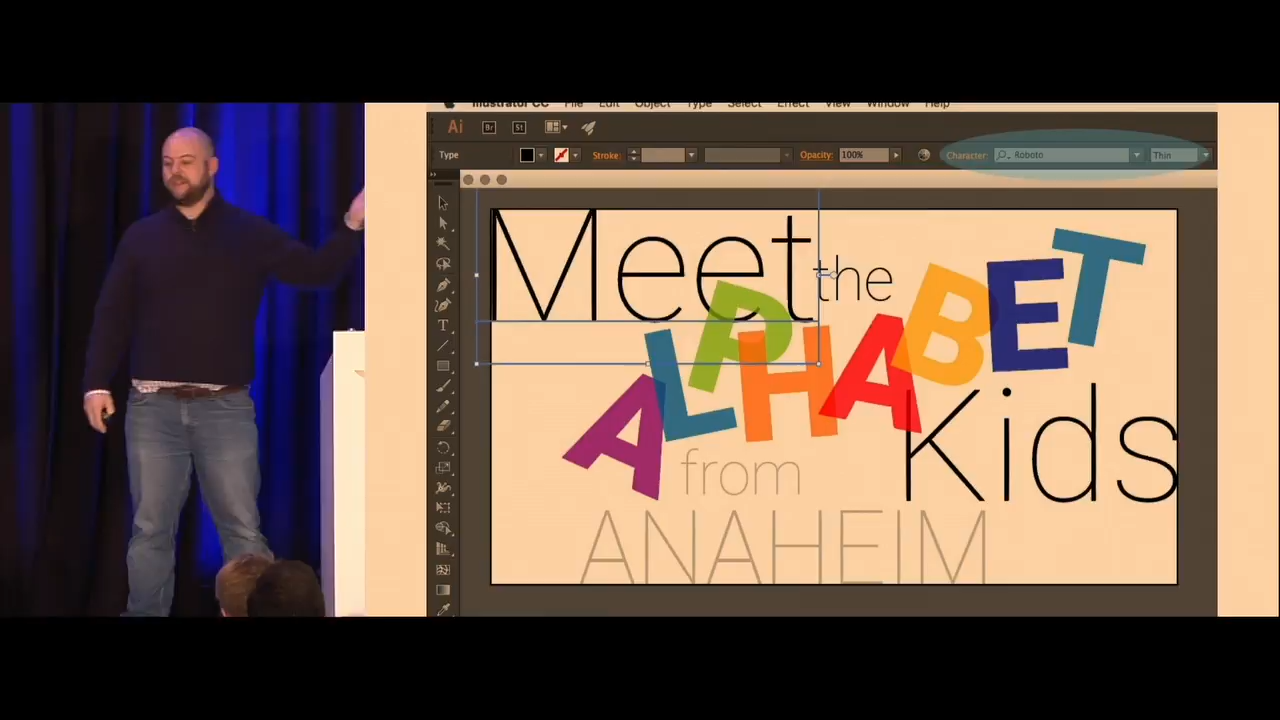 Illustrator CC File Edit Object Type Select Effect View Window Help
Ai Br St
Type Stroke: Opacity: 100% Character: Roboto Thin
Meet the
ALPHABET
Kids
from
ANAHEIM